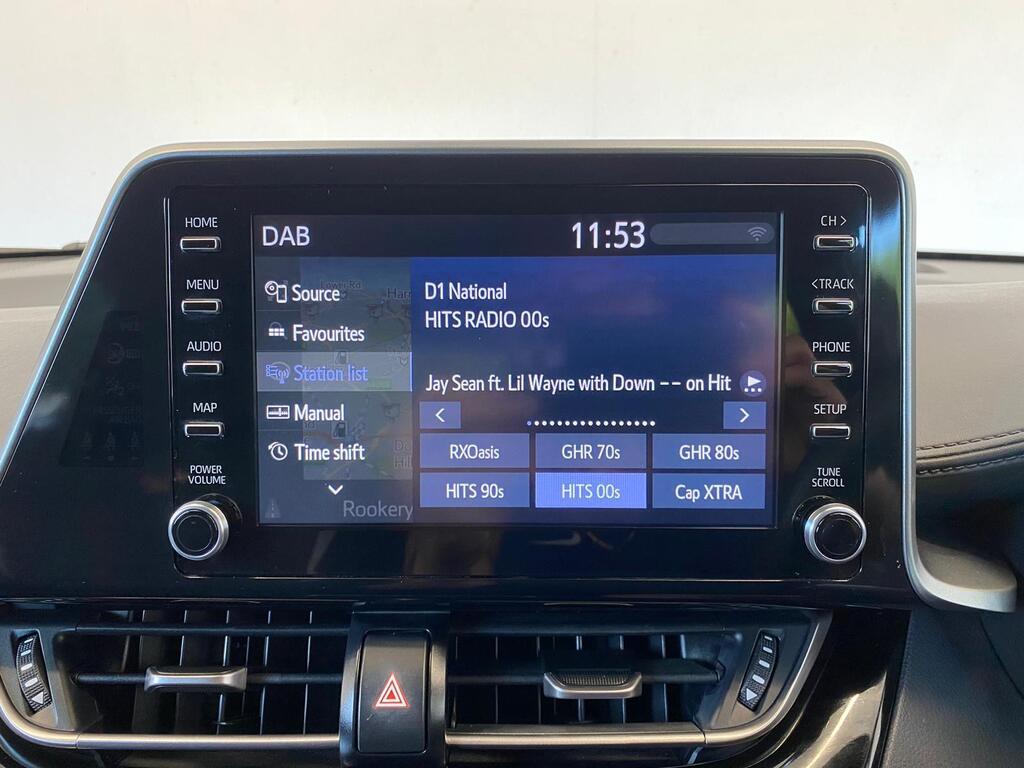 HOME
MENU
AUDIO
MAP
POWER
VOLUME
DAB
11:53
Source
Favourites
Station list
Manual
Time shift
Rookery
D1 National
HITS RADIO 00s
Jay Sean ft. Lil Wayne with Down -- on Hit
<
>
RXOasis
GHR 70s
GHR 80s
HITS 90s
HITS 00s
Cap XTRA
CH >
<TRACK
PHONE
SETUP
TUNE
SCROLL